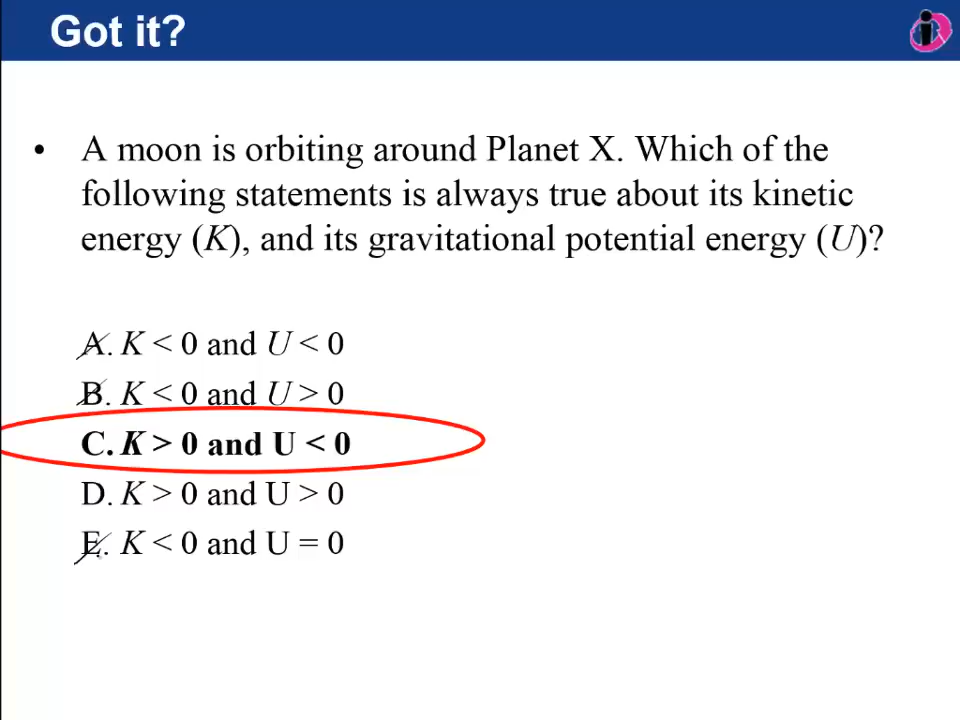 Got it?
• A moon is orbiting around Planet X. Which of the
following statements is always true about its kinetic
energy (K), and its gravitational potential energy (U)?
A. K < 0 and U < 0
B. K < 0 and U > 0
C. K > 0 and U < 0
D. K > 0 and U > 0
E. K < 0 and U = 0